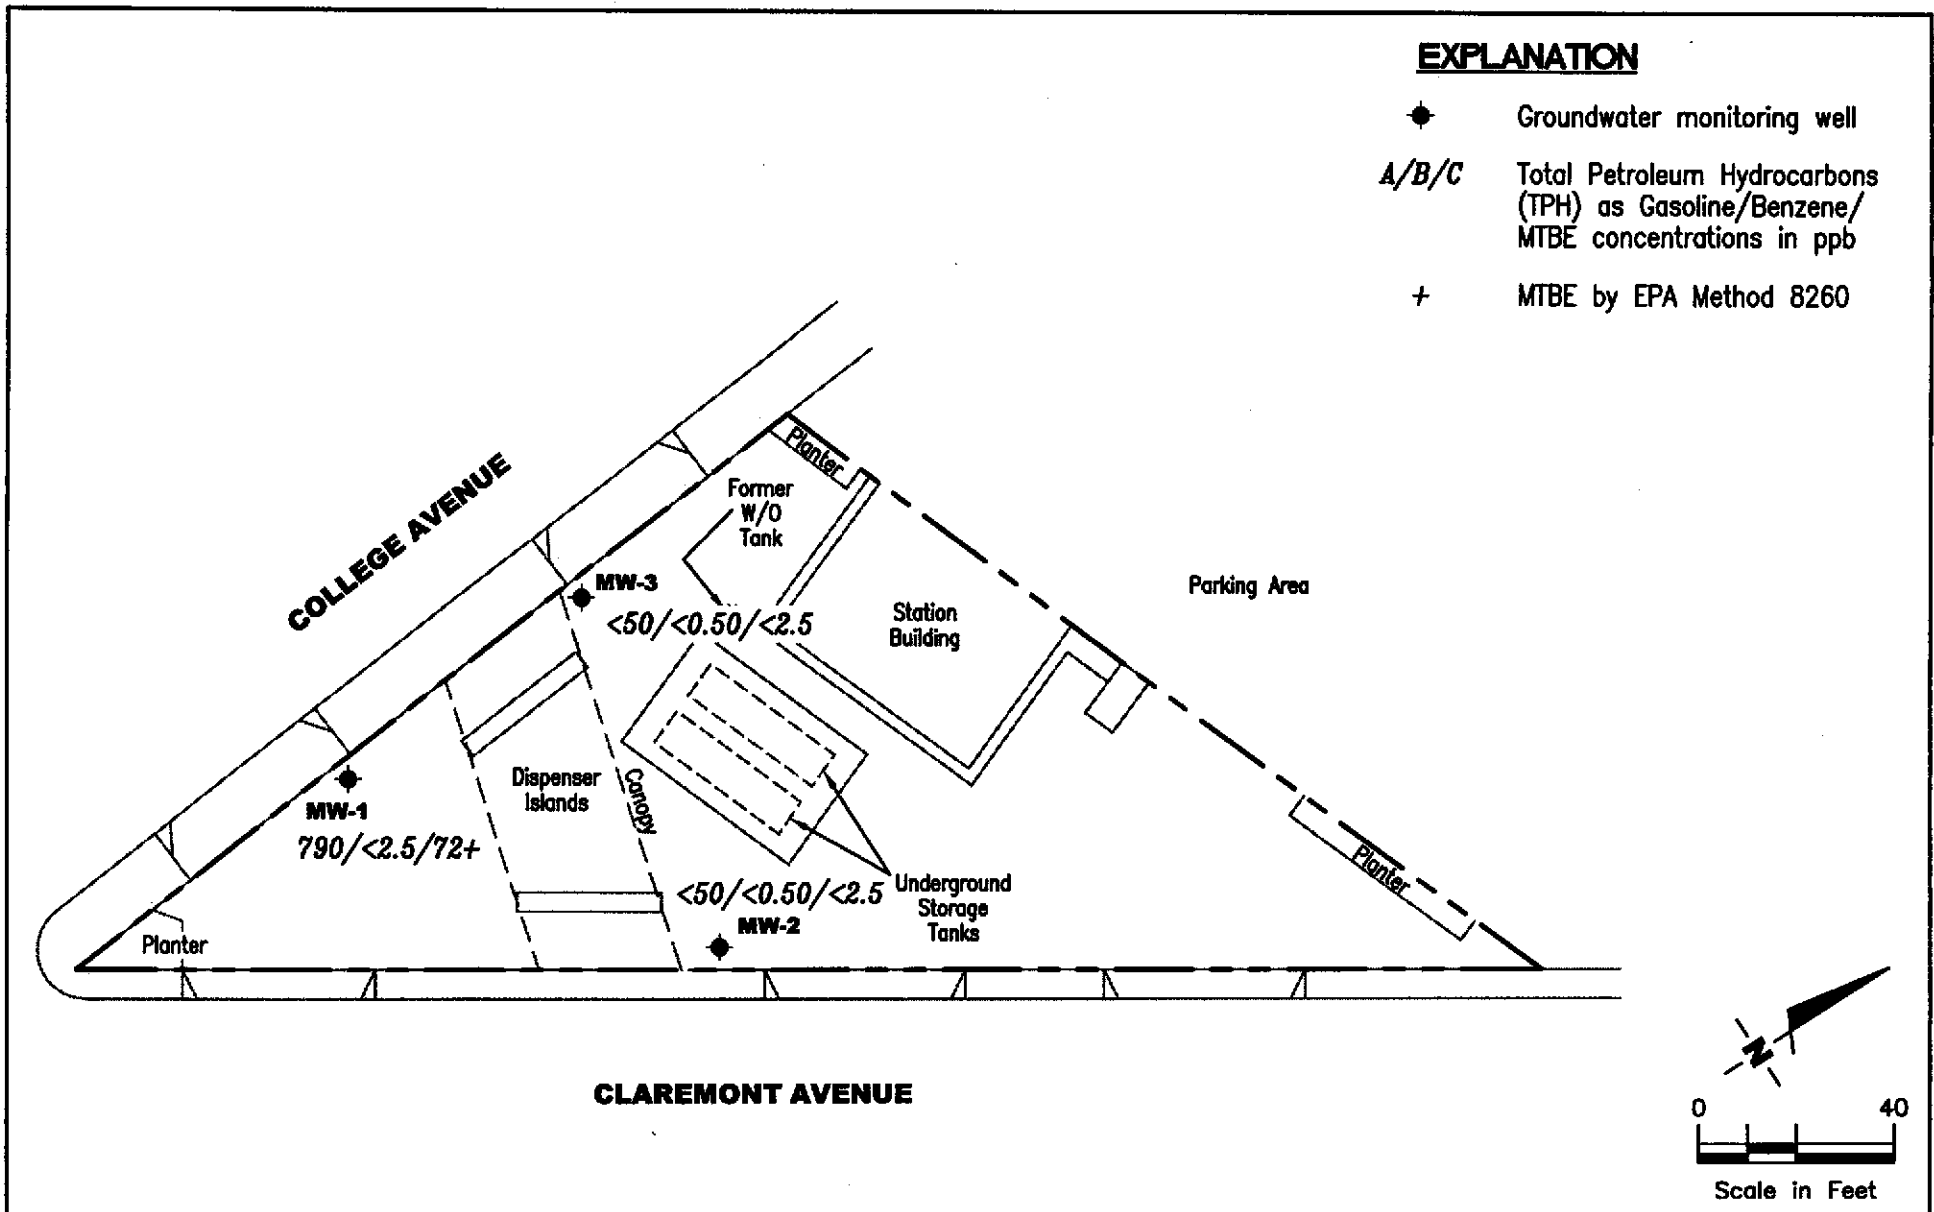 EXPLANATION
Groundwater monitoring well
A/B/C Total Petroleum Hydrocarbons
(TPH) as Gasoline/Benzene/
MTBE concentrations in ppb
+ MTBE by EPA Method 8260
COLLEGE AVENUE
Planter
Former
W/O
Tank
MW-3
<50/<0.50/<2.5
Station
Building
Parking Area
Dispenser
Islands
Canopy
MW-1
790/<2.5/72+
<50/<0.50/<2.5
MW-2
Underground
Storage
Tanks
Planter
Planter
CLAREMONT AVENUE
N
0 40
Scale in Feet